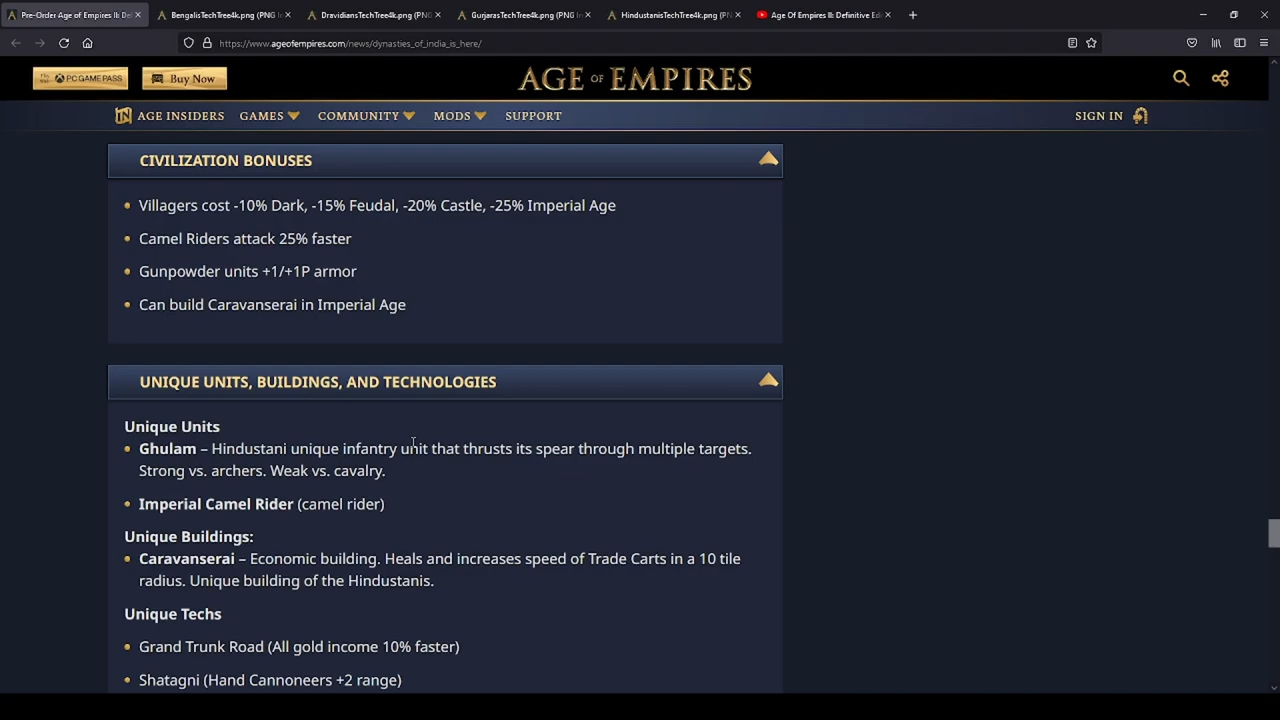 Pre-Order Age of Empires II: Def
BengalisTechTree4k.png (PNG I
DravidiansTechTree4k.png (PNG
GurjarasTechTree4k.png (PNG I
HindustanisTechTree4k.png (PN
Age Of Empires II: Definitive Edi
https://www.ageofempires.com/news/dynasties_of_india_is_here/
PC GAME PASS
Buy Now
AGE OF EMPIRES
AGE INSIDERS GAMES COMMUNITY MODS SUPPORT SIGN IN
CIVILIZATION BONUSES
Villagers cost -10% Dark, -15% Feudal, -20% Castle, -25% Imperial Age
Camel Riders attack 25% faster
Gunpowder units +1/+1P armor
Can build Caravanserai in Imperial Age
UNIQUE UNITS, BUILDINGS, AND TECHNOLOGIES
Unique Units
Ghulam – Hindustani unique infantry unit that thrusts its spear through multiple targets.
Strong vs. archers. Weak vs. cavalry.
Imperial Camel Rider (camel rider)
Unique Buildings:
Caravanserai – Economic building. Heals and increases speed of Trade Carts in a 10 tile
radius. Unique building of the Hindustanis.
Unique Techs
Grand Trunk Road (All gold income 10% faster)
Shatagni (Hand Cannoneers +2 range)